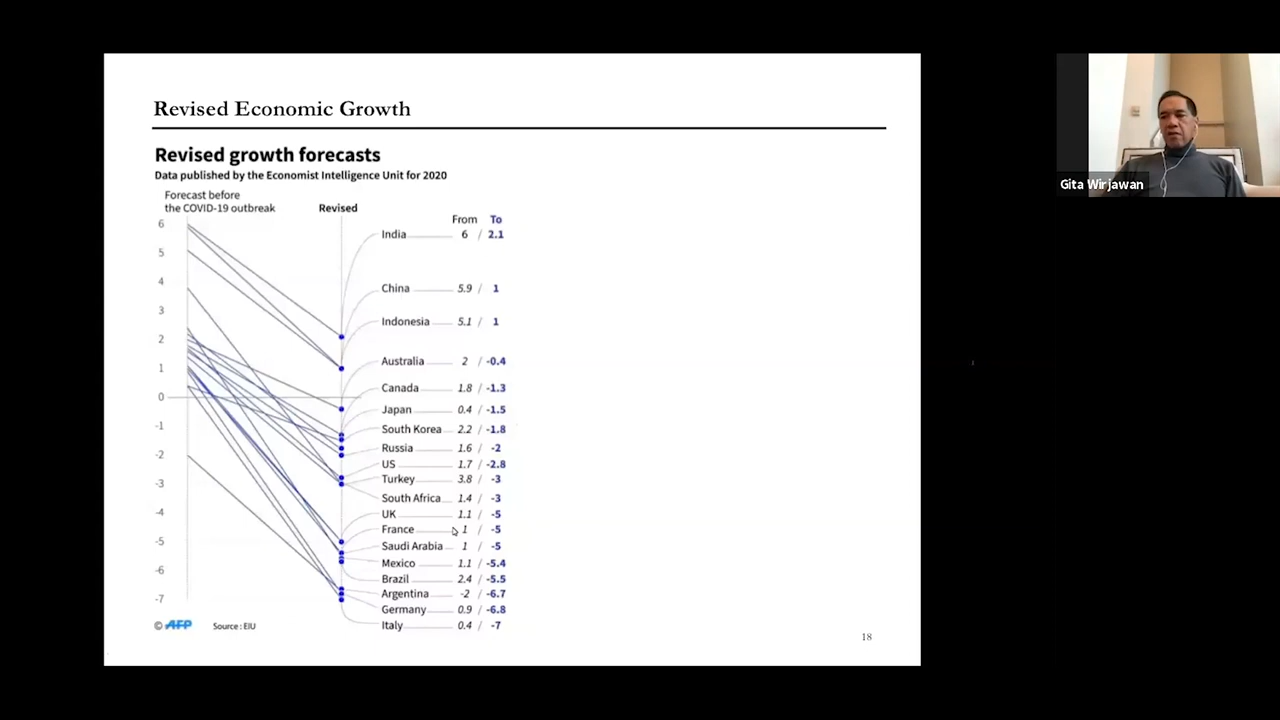 Revised Economic Growth
Revised growth forecasts
Data published by the Economist Intelligence Unit for 2020
Forecast before
the COVID-19 outbreak
Revised
From To
6
5
4
3
2
1
0
-1
-2
-3
-4
-5
-6
-7
India 6 / 2.1
China 5.9 / 1
Indonesia 5.1 / 1
Australia 2 / -0.4
Canada 1.8 / -1.3
Japan 0.4 / -1.5
South Korea 2.2 / -1.8
Russia 1.6 / -2
US 1.7 / -2.8
Turkey 3.8 / -3
South Africa 1.4 / -3
UK 1.1 / -5
France 1 / -5
Saudi Arabia 1 / -5
Mexico 1.1 / -5.4
Brazil 2.4 / -5.5
Argentina -2 / -6.7
Germany 0.9 / -6.8
Italy 0.4 / -7
© AFP Source : EIU
18
Gita Wirjawan